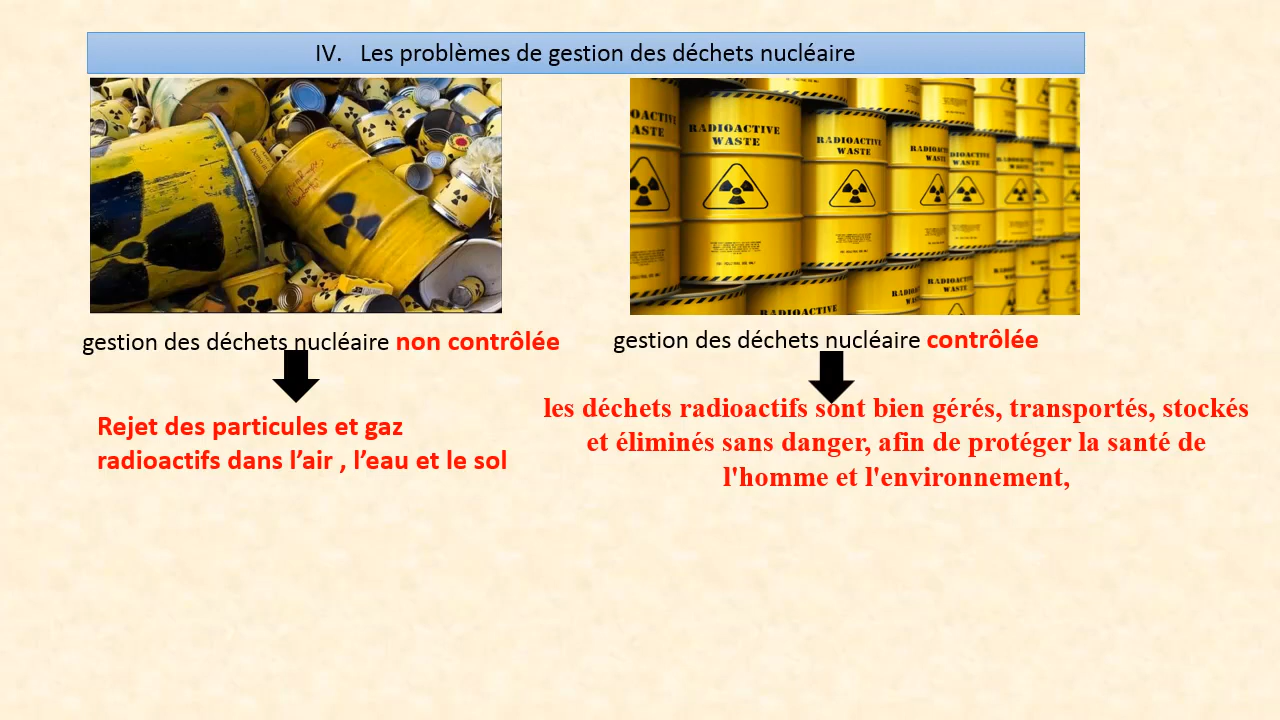 IV. Les problèmes de gestion des déchets nucléaire
RADIOACTIVE
WASTE
RADIOACTIVE
WASTE
RADIOACTIVE
WASTE
gestion des déchets nucléaire non contrôlée
gestion des déchets nucléaire contrôlée
Rejet des particules et gaz
radioactifs dans l’air , l’eau et le sol
les déchets radioactifs sont bien gérés, transportés, stockés
et éliminés sans danger, afin de protéger la santé de
l'homme et l'environnement,